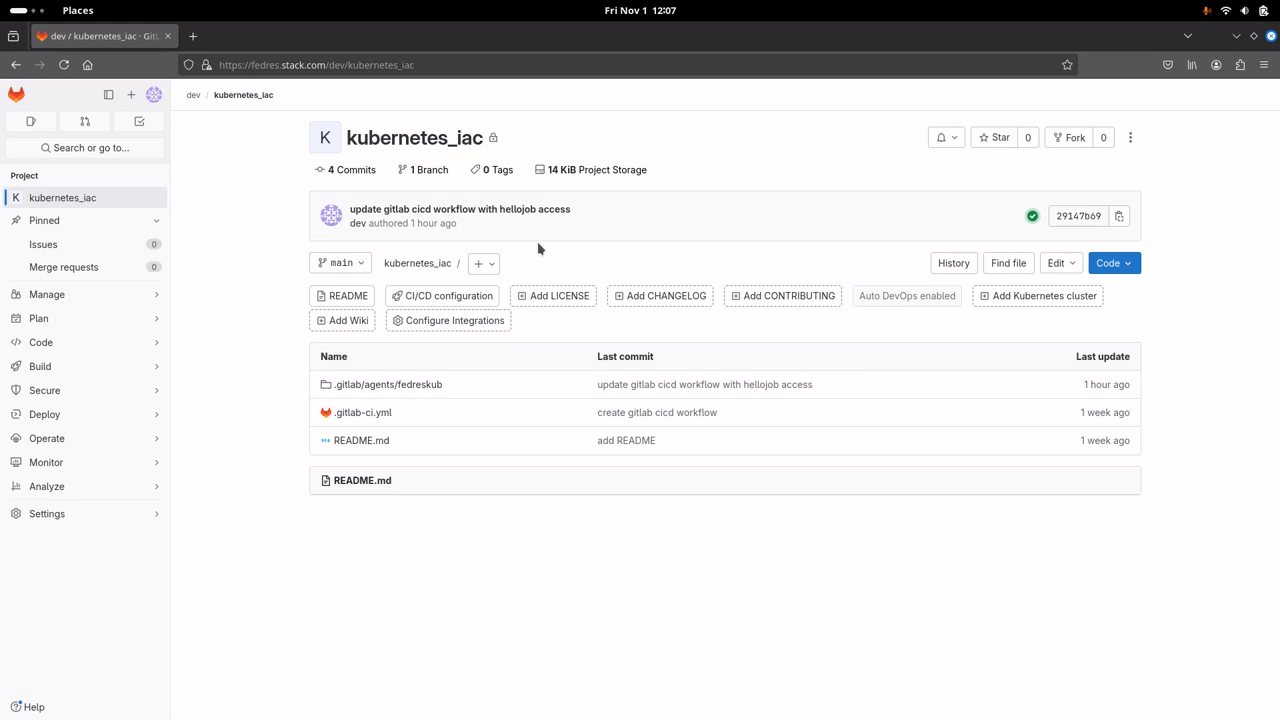 Places
Fri Nov 1 12:07
dev / kubernetes_iac · GitL
https://fedres.stack.com/dev/kubernetes_iac
Search or go to...
Project
K kubernetes_iac
Pinned
Issues 0
Merge requests 0
Manage
Plan
Code
Build
Secure
Deploy
Operate
Monitor
Analyze
Settings
Help
dev / kubernetes_iac
K kubernetes_iac
Star 0 Fork 0
4 Commits 1 Branch 0 Tags 14 KiB Project Storage
update gitlab cicd workflow with hellojob access
dev authored 1 hour ago
29147b69
main kubernetes_iac / +
History Find file Edit Code
README CI/CD configuration Add LICENSE Add CHANGELOG Add CONTRIBUTING Auto DevOps enabled Add Kubernetes cluster
Add Wiki Configure Integrations
Name Last commit Last update
.gitlab/agents/fedreskub update gitlab cicd workflow with hellojob access 1 hour ago
.gitlab-ci.yml create gitlab cicd workflow 1 week ago
README.md add README 1 week ago
README.md